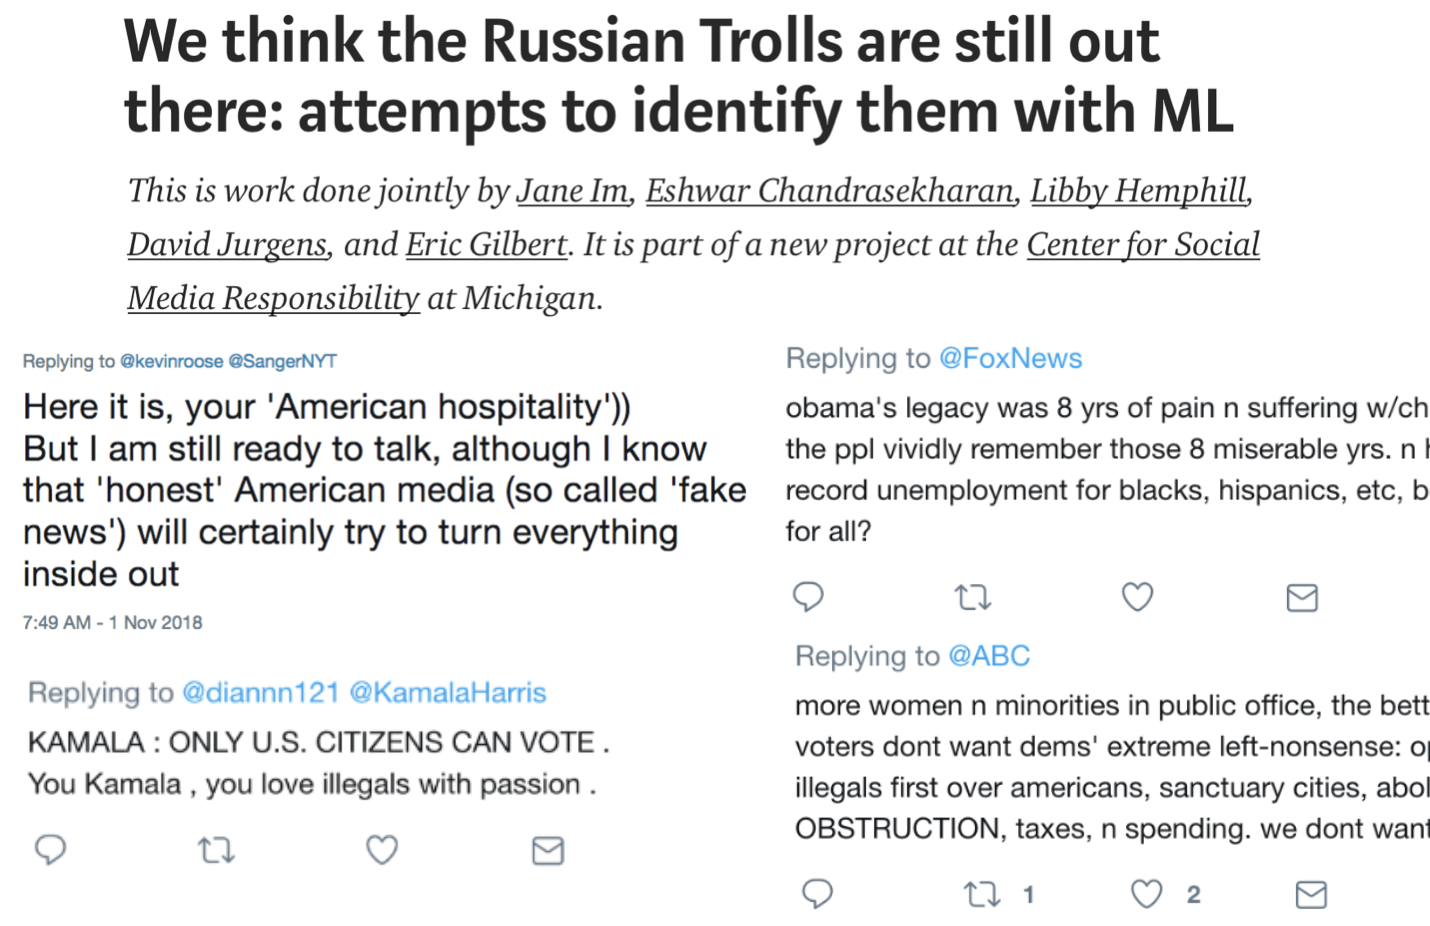 We think the Russian Trolls are still out
there: attempts to identify them with ML
This is work done jointly by Jane Im, Eshwar Chandrasekharan, Libby Hemphill,
David Jurgens, and Eric Gilbert. It is part of a new project at the Center for Social
Media Responsibility at Michigan.
Replying to @kevinroose @SangerNYT
Here it is, your 'American hospitality'))
But I am still ready to talk, although I know
that 'honest' American media (so called 'fake
news') will certainly try to turn everything
inside out
7:49 AM - 1 Nov 2018
Replying to @diannn121 @KamalaHarris
KAMALA : ONLY U.S. CITIZENS CAN VOTE .
You Kamala , you love illegals with passion .
Replying to @FoxNews
obama's legacy was 8 yrs of pain n suffering w/ch
the ppl vividly remember those 8 miserable yrs. n
record unemployment for blacks, hispanics, etc, b
for all?
Replying to @ABC
more women n minorities in public office, the bett
voters dont want dems' extreme left-nonsense:
illegals first over americans, sanctuary cities, abol
OBSTRUCTION, taxes, n spending. we dont want
1
2